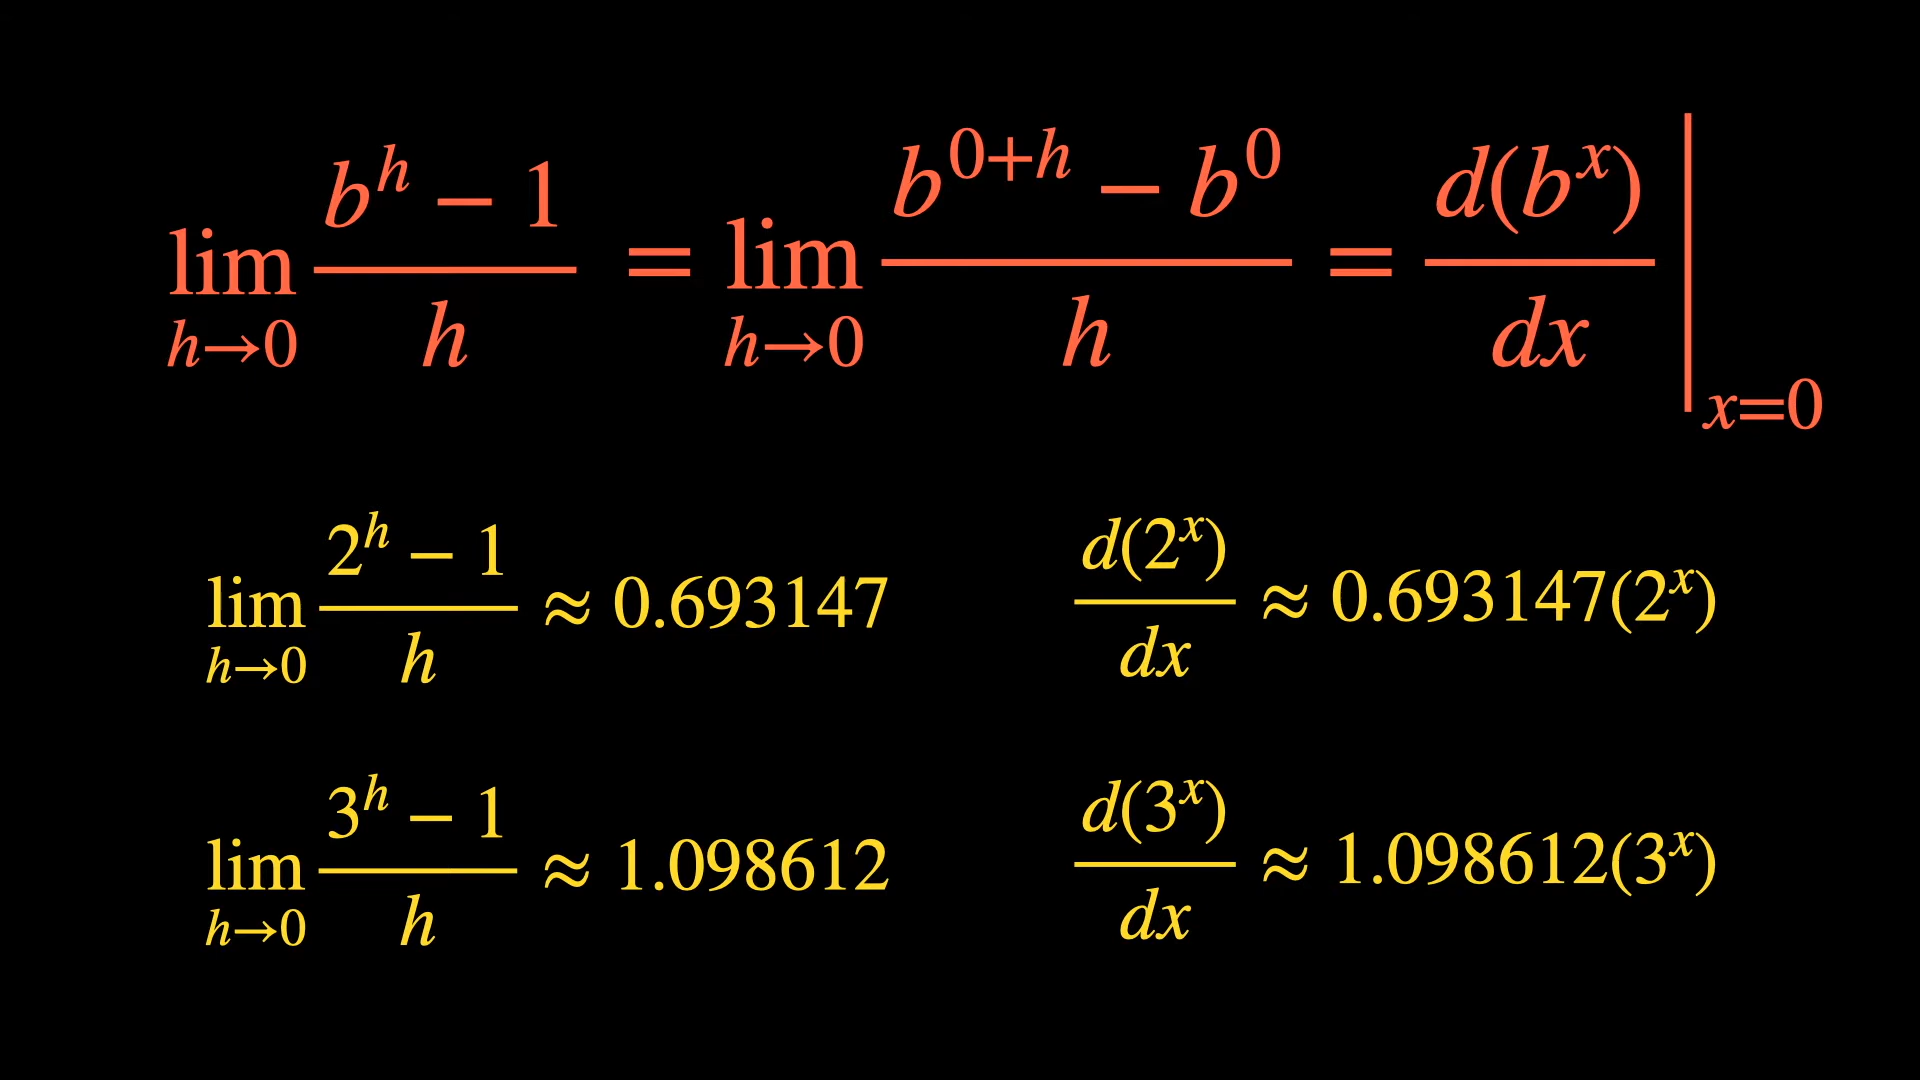 lim_{h→0} (b^h − 1)/h = lim_{h→0} (b^{0+h} − b^0)/h = d(b^x)/dx |_{x=0}
lim_{h→0} (2^h − 1)/h ≈ 0.693147
d(2^x)/dx ≈ 0.693147(2^x)
lim_{h→0} (3^h − 1)/h ≈ 1.098612
d(3^x)/dx ≈ 1.098612(3^x)